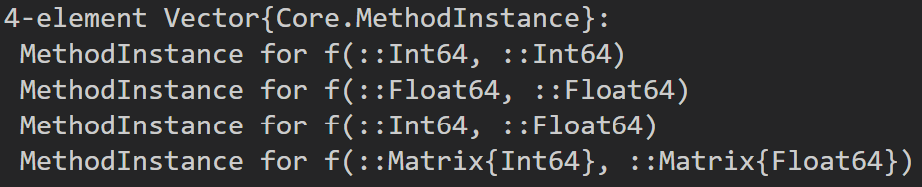 4-element Vector{Core.MethodInstance}:
 MethodInstance for f(::Int64, ::Int64)
 MethodInstance for f(::Float64, ::Float64)
 MethodInstance for f(::Int64, ::Float64)
 MethodInstance for f(::Matrix{Int64}, ::Matrix{Float64})